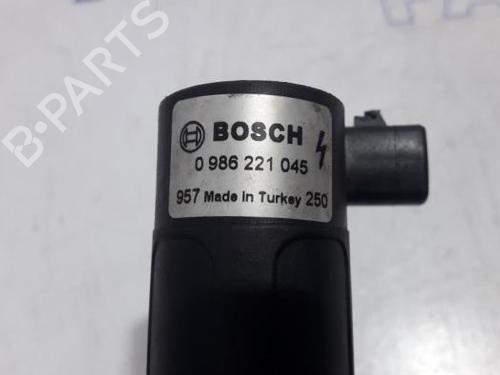 BOSCH
0 986 221 045
957 Made in Turkey 250
B-PARTS